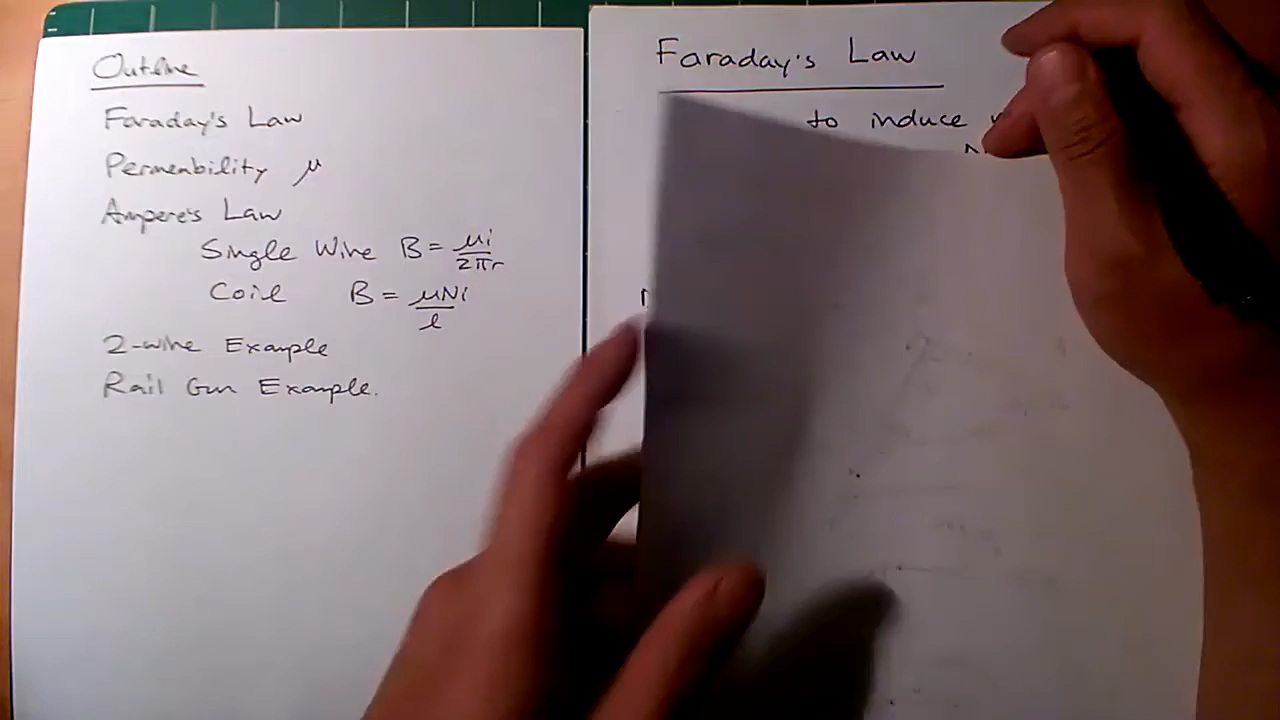 Outline
Faraday's Law
Permeability μ
Ampere's Law
Single Wire B = μi / 2πr
Coil B = μNi / l
2-wire Example
Rail Gun Example.
Faraday's Law
to induce